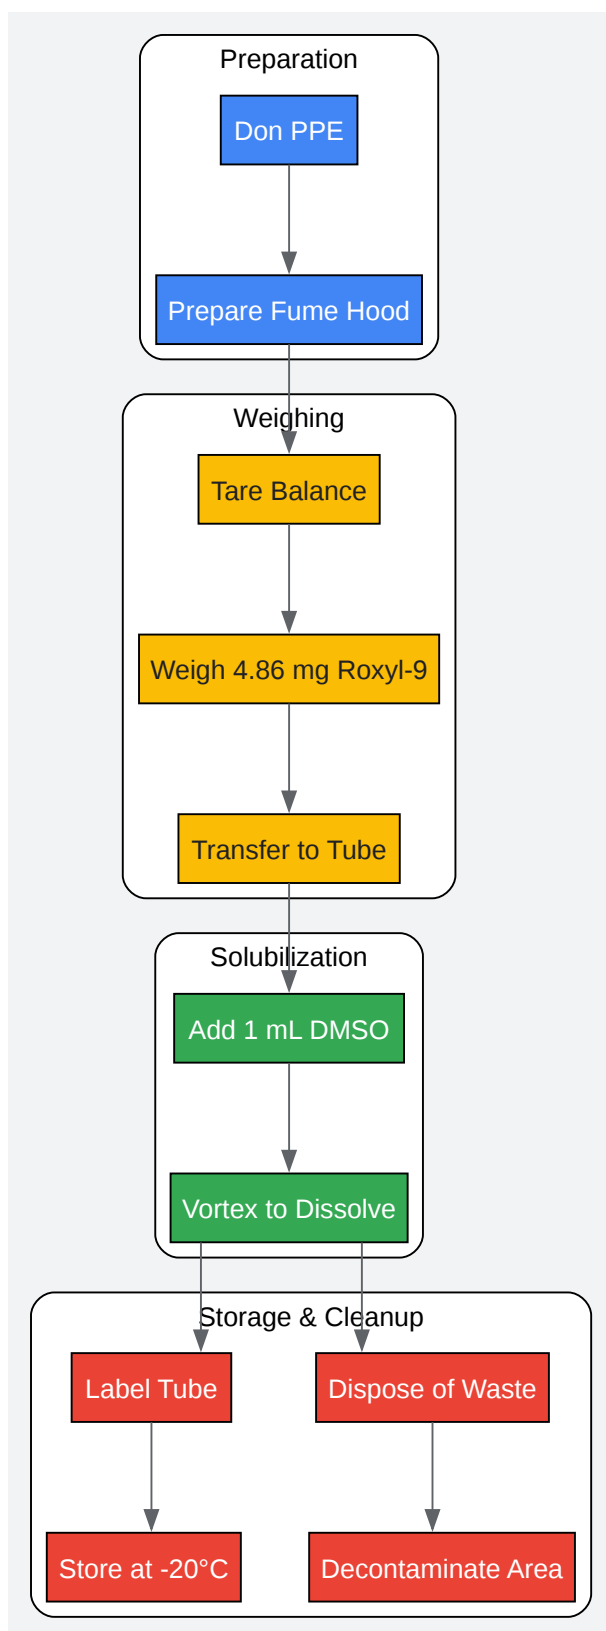 Preparation
Don PPE
Prepare Fume Hood
Weighing
Tare Balance
Weigh 4.86 mg Roxyl-9
Transfer to Tube
Solubilization
Add 1 mL DMSO
Vortex to Dissolve
Storage & Cleanup
Label Tube
Dispose of Waste
Store at -20°C
Decontaminate Area